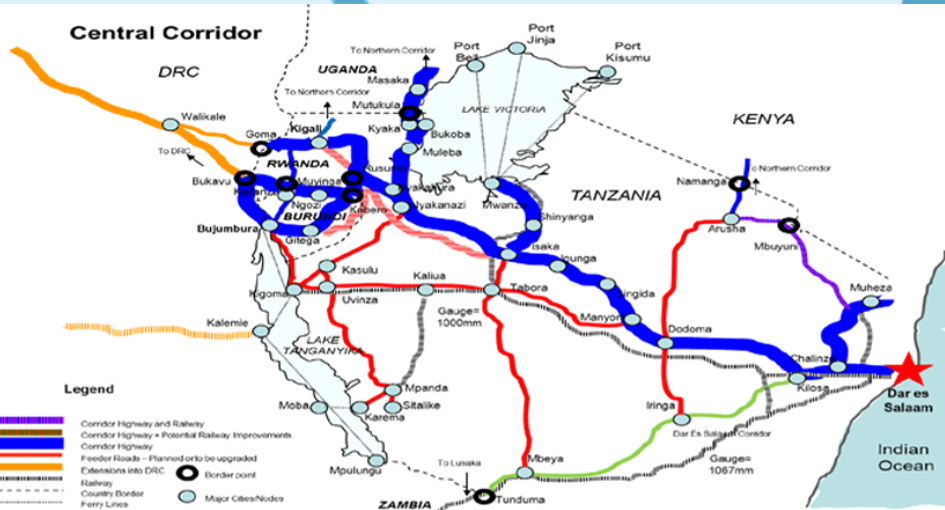 Central Corridor
DRC
To Northern Corridor
UGANDA
Masaka
Port
Bell
Port
Jinja
Port
Kisumu
To Northern Corridor
Mutukula
LAKE VICTORIA
Walikale
Goma
Kigali
Kyaka
Bukoba
KENYA
To DRC
Muleba
RWANDA
Rusumo
Bukavu
Muyinga
Nyakanazi
Mwanza
TANZANIA
Namanga
o Northern Corridor
Ngozi
Kobero
BURUNDI
Shinyanga
Bujumbura
Gitega
Arusha
Mbuyuni
Isaka
Kasulu
Kaliua
Kigoma
Uvinza
Tabora
Muheza
Gauge=
1000mm
Manyon
Kalemie
LAKE
TANGANYIKA
Dodoma
Chalinze
Kilosa
Dar es
Salaam
Legend
Mpanda
Moba
Karema
Sitalike
Iringa
Dar Es Salaam Corridor
Corridor Highway and Railway
Corridor Highway + Potential Railway Improvements
Corridor Highway
Feeder Roads - Planned or to be upgraded
Extensions into DRC
Railway
Country Border
Ferry Lines
Border point
Major Cities/Nodes
Indian
Ocean
Mpulungu
To Lusaka
Mbeya
Gauge=
1067mm
ZAMBIA
Tunduma